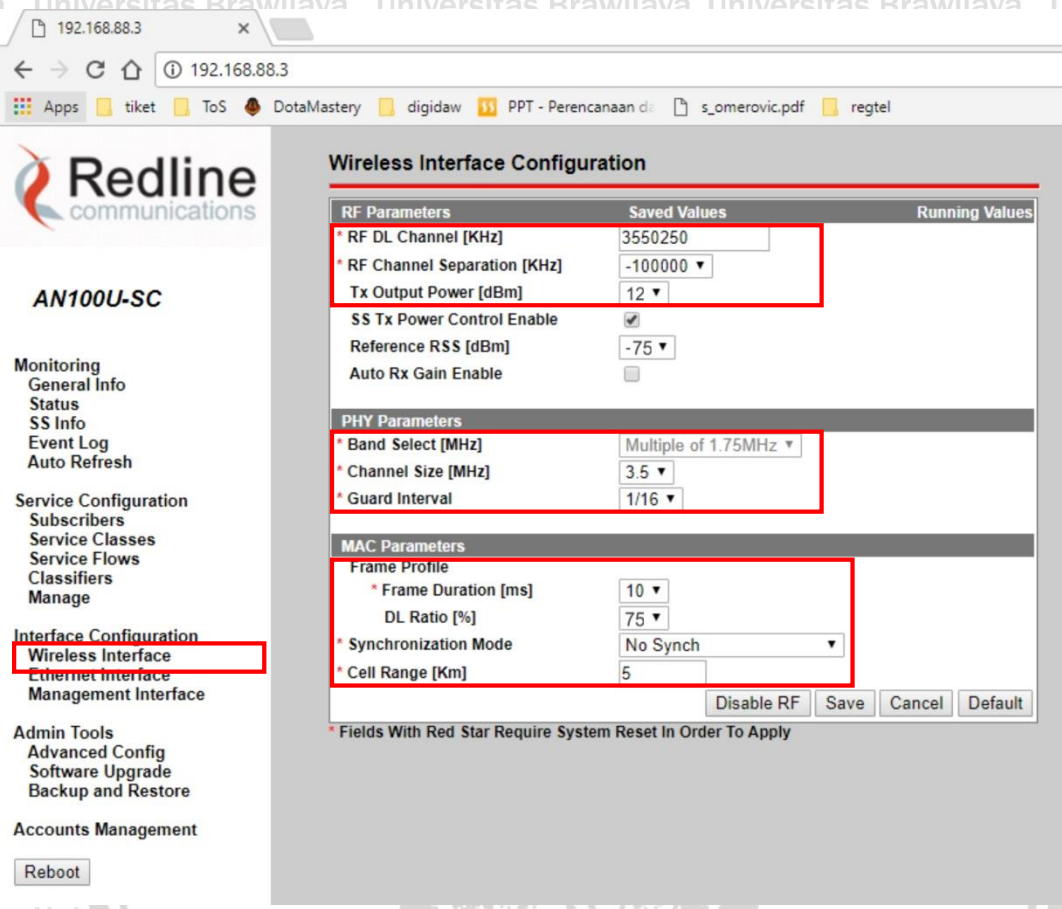 Universitas Brawijaya Universitas Brawijaya Universitas Brawijaya
192.168.88.3 ×
192.168.88.3
Apps tiket ToS DotaMastery digidaw PPT - Perencanaan da s_omerovic.pdf regtel
Redline
communications
AN100U-SC
Monitoring
General Info
Status
SS Info
Event Log
Auto Refresh
Service Configuration
Subscribers
Service Classes
Service Flows
Classifiers
Manage
Interface Configuration
Wireless Interface
Ethernet Interface
Management Interface
Admin Tools
Advanced Config
Software Upgrade
Backup and Restore
Accounts Management
Reboot
Wireless Interface Configuration
RF Parameters Saved Values Running Values
* RF DL Channel [KHz] 3550250
* RF Channel Separation [KHz] -100000
Tx Output Power [dBm] 12
SS Tx Power Control Enable
Reference RSS [dBm] -75
Auto Rx Gain Enable
PHY Parameters
* Band Select [MHz] Multiple of 1.75MHz
* Channel Size [MHz] 3.5
* Guard Interval 1/16
MAC Parameters
Frame Profile
* Frame Duration [ms] 10
DL Ratio [%] 75
* Synchronization Mode No Synch
* Cell Range [Km] 5
Disable RF Save Cancel Default
* Fields With Red Star Require System Reset In Order To Apply